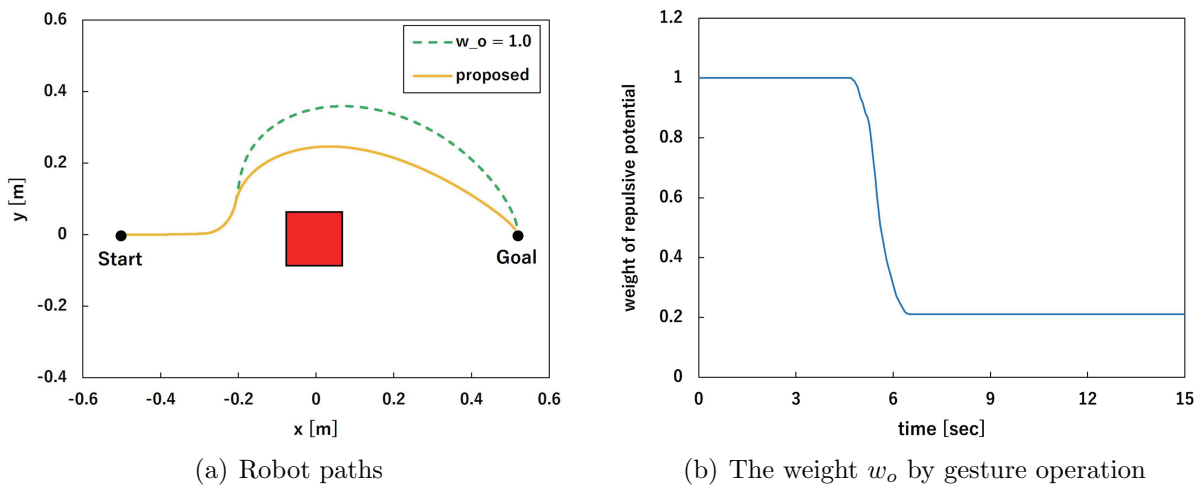 0.6
0.4
0.2
0
-0.2
-0.4
y [m]
w_o = 1.0
proposed
Start
Goal
-0.6 -0.4 -0.2 0 0.2 0.4 0.6
x [m]
(a) Robot paths
1.2
1
0.8
0.6
0.4
0.2
0
weight of repulsive potential
0 3 6 9 12 15
time [sec]
(b) The weight w_o by gesture operation